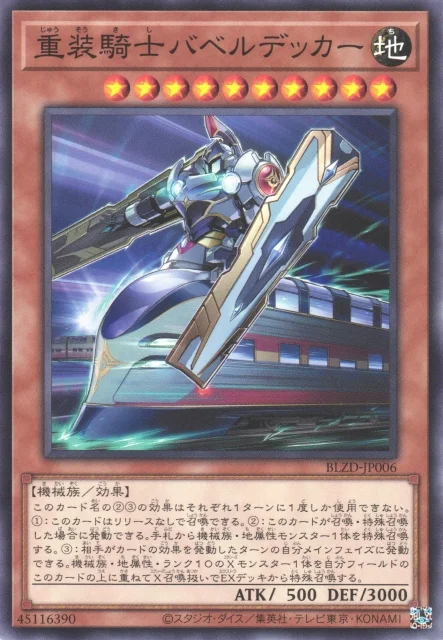 重装騎士バベルデッカー 地
BLZD-JP006
【機械族／効果】
このカード名の②③の効果はそれぞれ１ターンに１度しか使用できない。
①：このカードはリリースなしで召喚できる。②：このカードが召喚・特殊召喚
した場合に発動できる。手札から機械族・地属性モンスター１体を特殊召喚
する。③：相手がカードの効果を発動したターンの自分メインフェイズに発動
できる。機械族・地属性・ランク１０のＸモンスター１体を自分フィールドの
このカードの上に重ねてＸ召喚扱いでEXデッキから特殊召喚する。
ATK/ 500 DEF/3000
45116390
©スタジオ・ダイス／集英社・テレビ東京・KONAMI